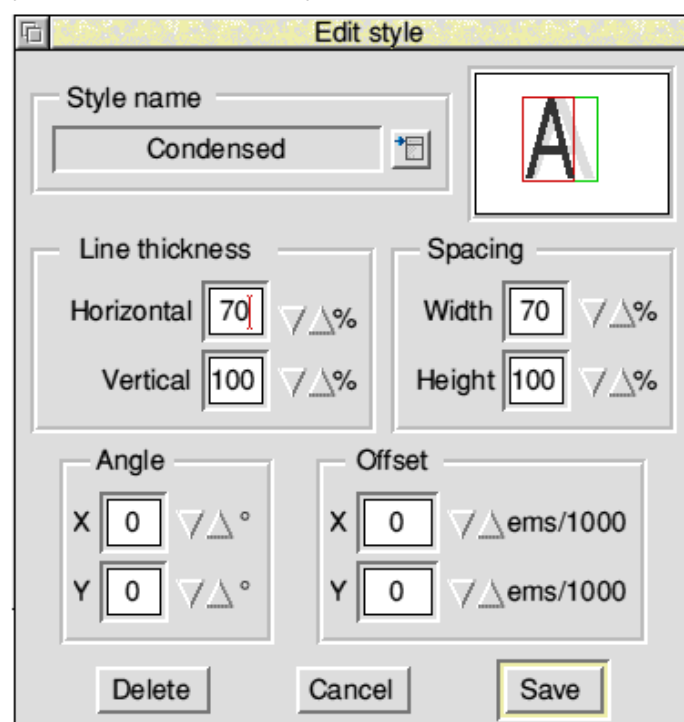 Edit style
Style name
Condensed
A
Line thickness
Horizontal 70 %
Vertical 100 %
Spacing
Width 70 %
Height 100 %
Angle
X 0 °
Y 0 °
Offset
X 0 ems/1000
Y 0 ems/1000
Delete Cancel Save